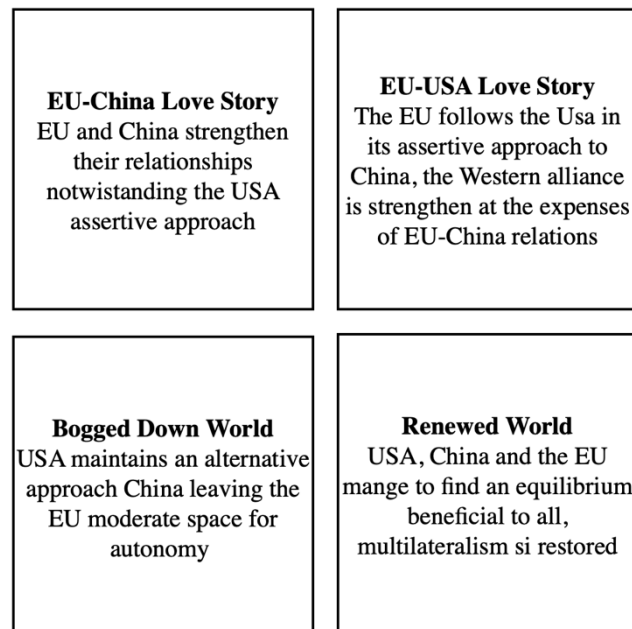 EU-China Love Story
EU and China strengthen
their relationships
notwistanding the USA
assertive approach
EU-USA Love Story
The EU follows the Usa in
its assertive approach to
China, the Western alliance
is strengthen at the expenses
of EU-China relations
Bogged Down World
USA maintains an alternative
approach China leaving the
EU moderate space for
autonomy
Renewed World
USA, China and the EU
mange to find an equilibrium
beneficial to all,
multilateralism si restored